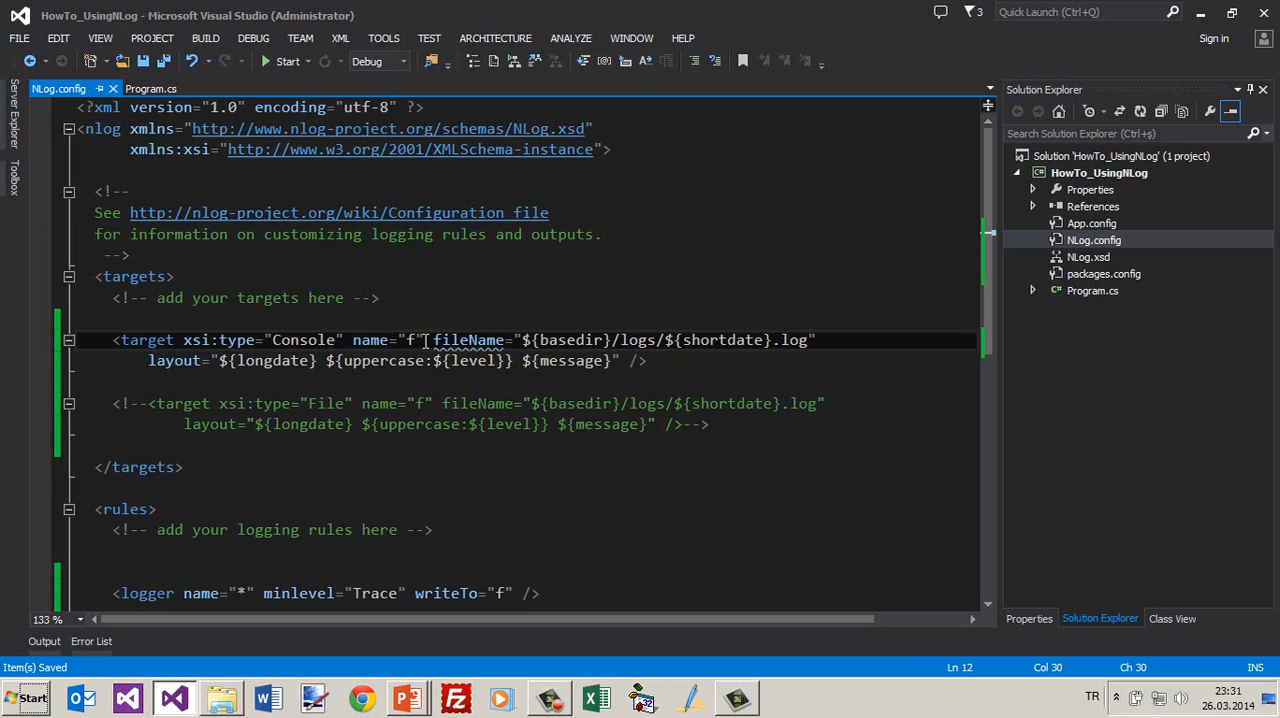 HowTo_UsingNLog - Microsoft Visual Studio (Administrator)
3
Quick Launch (Ctrl+Q)
FILE EDIT VIEW PROJECT BUILD DEBUG TEAM XML TOOLS TEST ARCHITECTURE ANALYZE WINDOW HELP
Sign in
Start
Debug
Server Explorer
Toolbox
NLog.config
Program.cs
<?xml version="1.0" encoding="utf-8" ?>
<nlog xmlns="http://www.nlog-project.org/schemas/NLog.xsd"
xmlns:xsi="http://www.w3.org/2001/XMLSchema-instance">
<!--
See http://nlog-project.org/wiki/Configuration_file
for information on customizing logging rules and outputs.
-->
<targets>
<!-- add your targets here -->
<target xsi:type="Console" name="f" fileName="${basedir}/logs/${shortdate}.log"
layout="${longdate} ${uppercase:${level}} ${message}" />
<!--<target xsi:type="File" name="f" fileName="${basedir}/logs/${shortdate}.log"
layout="${longdate} ${uppercase:${level}} ${message}" />-->
</targets>
<rules>
<!-- add your logging rules here -->
<logger name="*" minlevel="Trace" writeTo="f" />
133 %
Solution Explorer
Search Solution Explorer (Ctrl+ş)
Solution 'HowTo_UsingNLog' (1 project)
HowTo_UsingNLog
Properties
References
App.config
NLog.config
NLog.xsd
packages.config
Program.cs
Properties Solution Explorer Class View
Output Error List
Item(s) Saved
Ln 12
Col 30
Ch 30
INS
Start
TR
23:31
26.03.2014